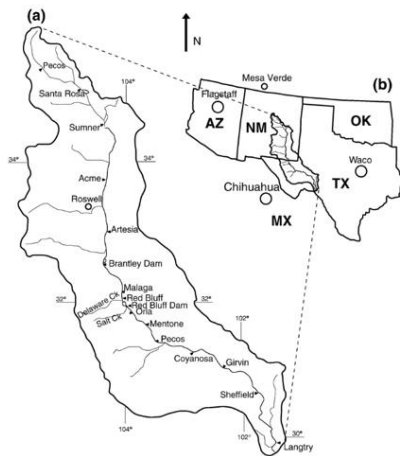 (a)
N
Pecos
104°
Santa Rosa
Sumner
34°
34°
Acme
Roswell
Artesia
Brantley Dam
Malaga
Delaware Ck
Red Bluff
32°
32°
Red Bluff Dam
Salt Ck
Orla
Mentone
102°
Pecos
Coyanosa
Girvin
Sheffield
104°
102°
30°
Langtry
Mesa Verde
(b)
Flagstaff
AZ
NM
OK
Waco
TX
Chihuahua
MX